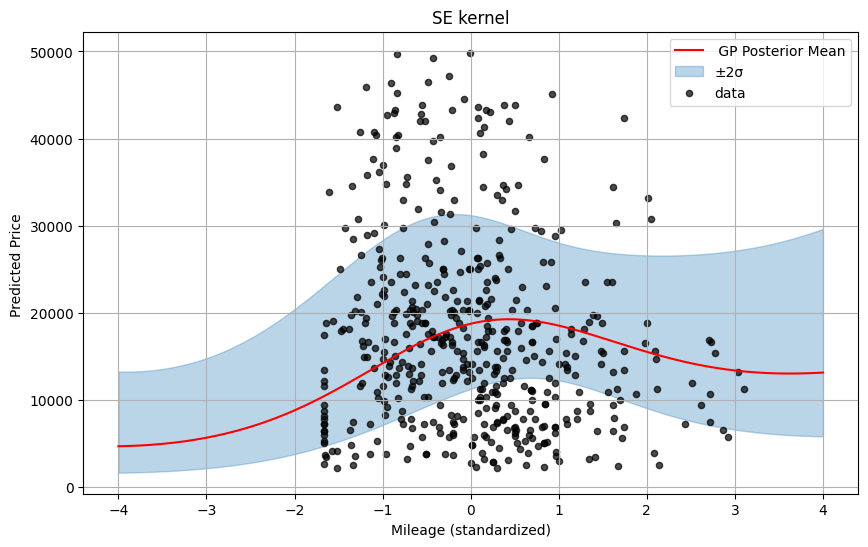 SE kernel
GP Posterior Mean
±2σ
data
50000
40000
30000
20000
10000
0
Predicted Price
−4 −3 −2 −1 0 1 2 3 4
Mileage (standardized)